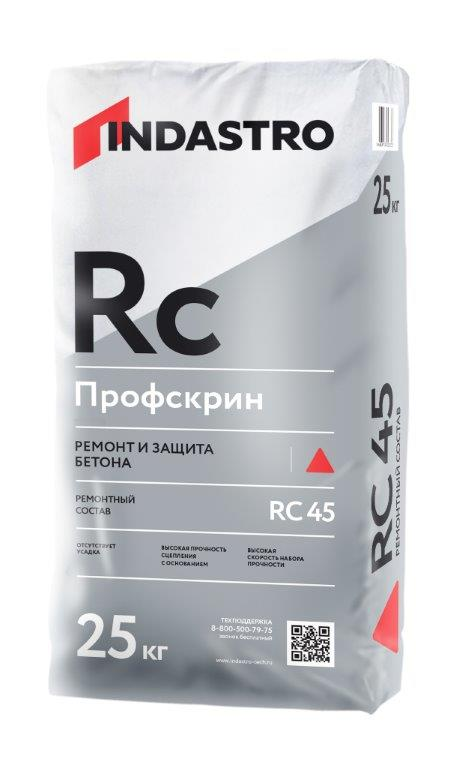 INDASTRO
25 кг
Rc
Профскрин
РЕМОНТ И ЗАЩИТА
БЕТОНА
РЕМОНТНЫЙ
СОСТАВ
RC 45
ОТСУТСТВУЕТ
УСАДКА
ВЫСОКАЯ ПРОЧНОСТЬ
СЦЕПЛЕНИЯ
С ОСНОВАНИЕМ
ВЫСОКАЯ
СКОРОСТЬ НАБОРА
ПРОЧНОСТИ
25 кг
ТЕХПОДДЕРЖКА
8-800-500-79-75
звонок бесплатный
www.indastro-tech.ru
RC 45
РЕМОНТНЫЙ СОСТАВ